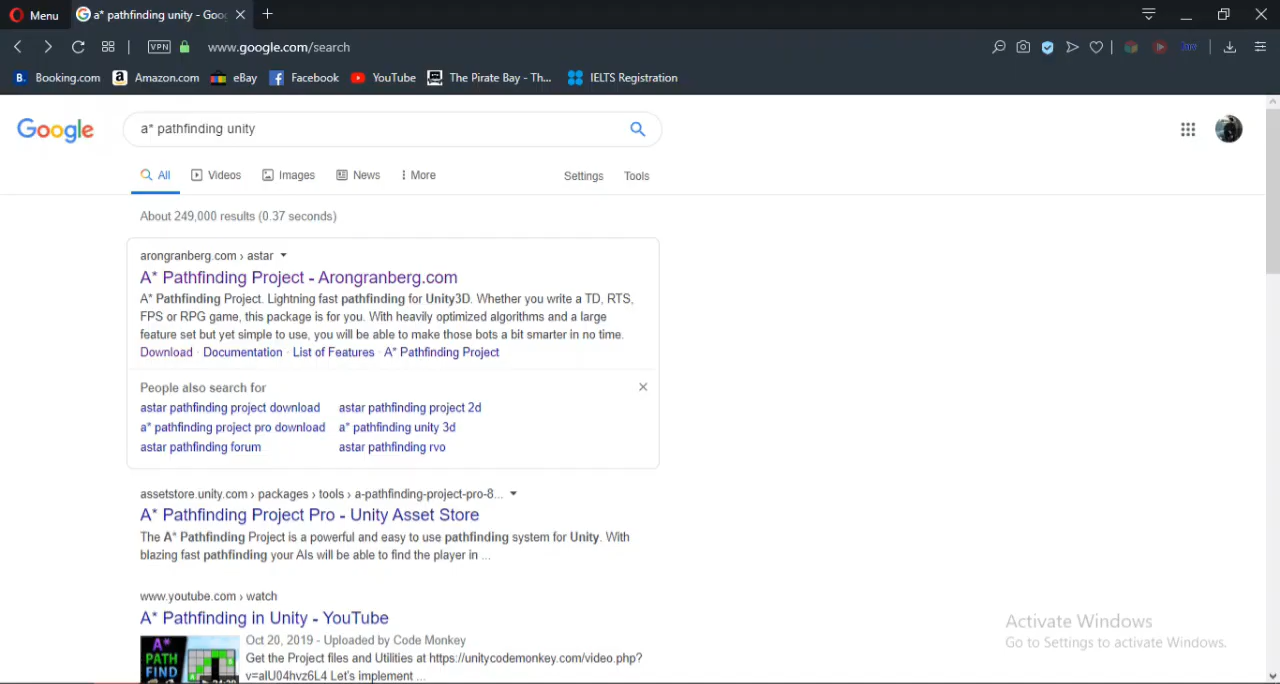 Menu
a* pathfinding unity - Goo
VPN
www.google.com/search
B. Booking.com
a Amazon.com
eBay
Facebook
YouTube
The Pirate Bay - Th...
IELTS Registration
Google
a* pathfinding unity
All
Videos
Images
News
More
Settings
Tools
About 249,000 results (0.37 seconds)
arongranberg.com › astar
A* Pathfinding Project - Arongranberg.com
A* Pathfinding Project. Lightning fast pathfinding for Unity3D. Whether you write a TD, RTS,
FPS or RPG game, this package is for you. With heavily optimized algorithms and a large
feature set but yet simple to use, you will be able to make those bots a bit smarter in no time.
Download · Documentation · List of Features · A* Pathfinding Project
People also search for
astar pathfinding project download
astar pathfinding project 2d
a* pathfinding project pro download
a* pathfinding unity 3d
astar pathfinding forum
astar pathfinding rvo
assetstore.unity.com › packages › tools › a-pathfinding-project-pro-8...
A* Pathfinding Project Pro - Unity Asset Store
The A* Pathfinding Project is a powerful and easy to use pathfinding system for Unity. With
blazing fast pathfinding your AIs will be able to find the player in ...
www.youtube.com › watch
A* Pathfinding in Unity - YouTube
A*
PATH
FIND
Oct 20, 2019 - Uploaded by Code Monkey
Get the Project files and Utilities at https://unitycodemonkey.com/video.php?
v=alU04hvz6L4 Let's implement ...
Activate Windows
Go to Settings to activate Windows.